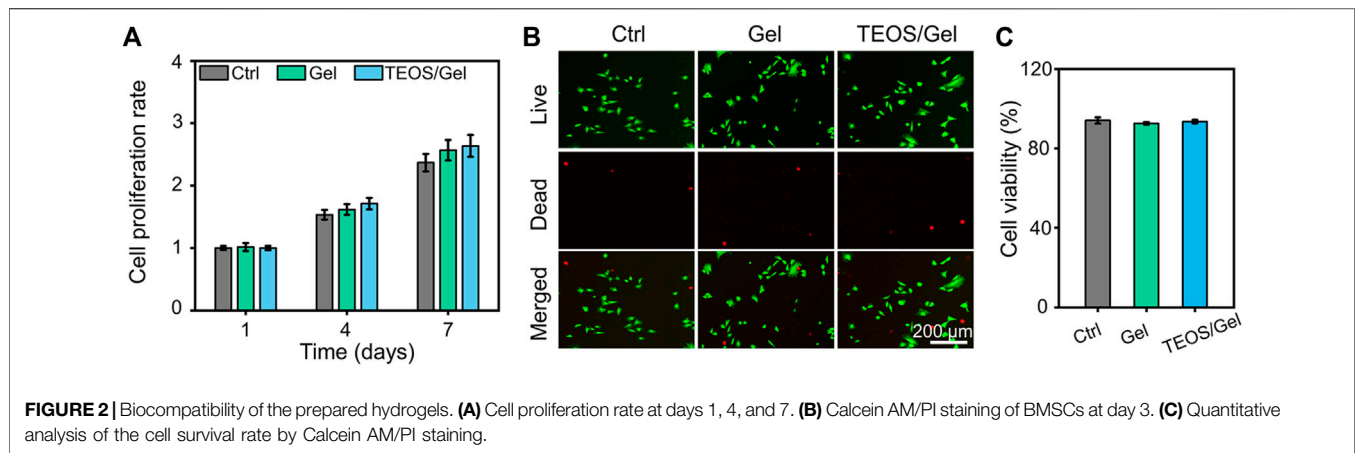 A
B
C
Ctrl
Gel
TEOS/Gel
Cell proliferation rate
4
3
2
1
0
1
4
7
Time (days)
Ctrl
Gel
TEOS/Gel
Live
Dead
Merged
200 μm
Cell viability (%)
120
80
40
0
Ctrl
Gel
TEOS/Gel
FIGURE 2 | Biocompatibility of the prepared hydrogels. (A) Cell proliferation rate at days 1, 4, and 7. (B) Calcein AM/PI staining of BMSCs at day 3. (C) Quantitative
analysis of the cell survival rate by Calcein AM/PI staining.